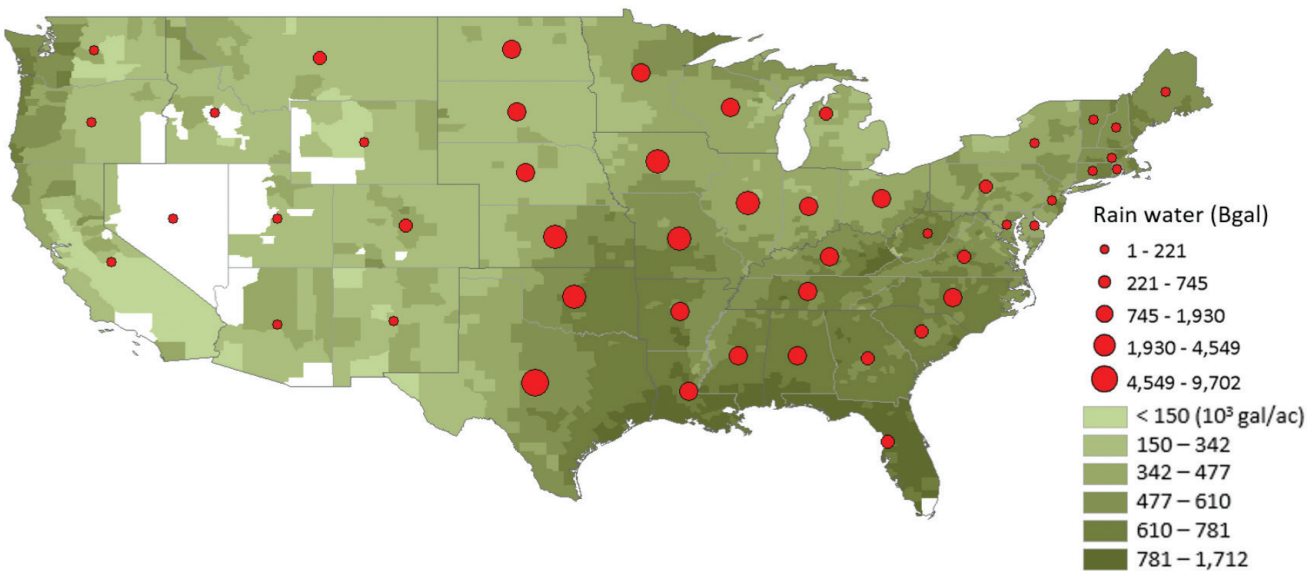 Rain water (Bgal)
1 - 221
221 - 745
745 - 1,930
1,930 - 4,549
4,549 - 9,702
< 150 (10³ gal/ac)
150 – 342
342 – 477
477 – 610
610 – 781
781 – 1,712